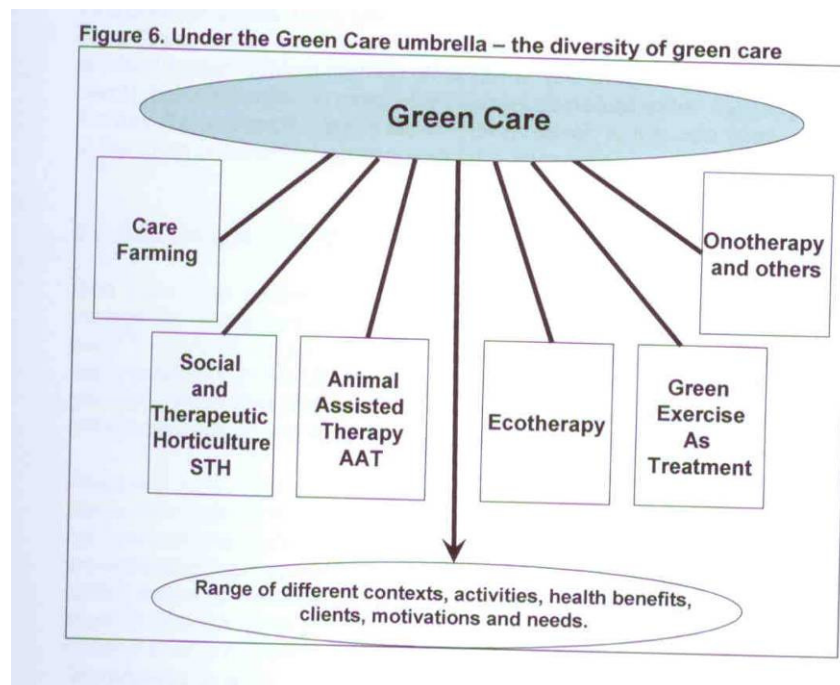 Figure 6. Under the Green Care umbrella – the diversity of green care
Green Care
Care
Farming
Onotherapy
and others
Social
and
Therapeutic
Horticulture
STH
Animal
Assisted
Therapy
AAT
Ecotherapy
Green
Exercise
As
Treatment
Range of different contexts, activities, health benefits,
clients, motivations and needs.